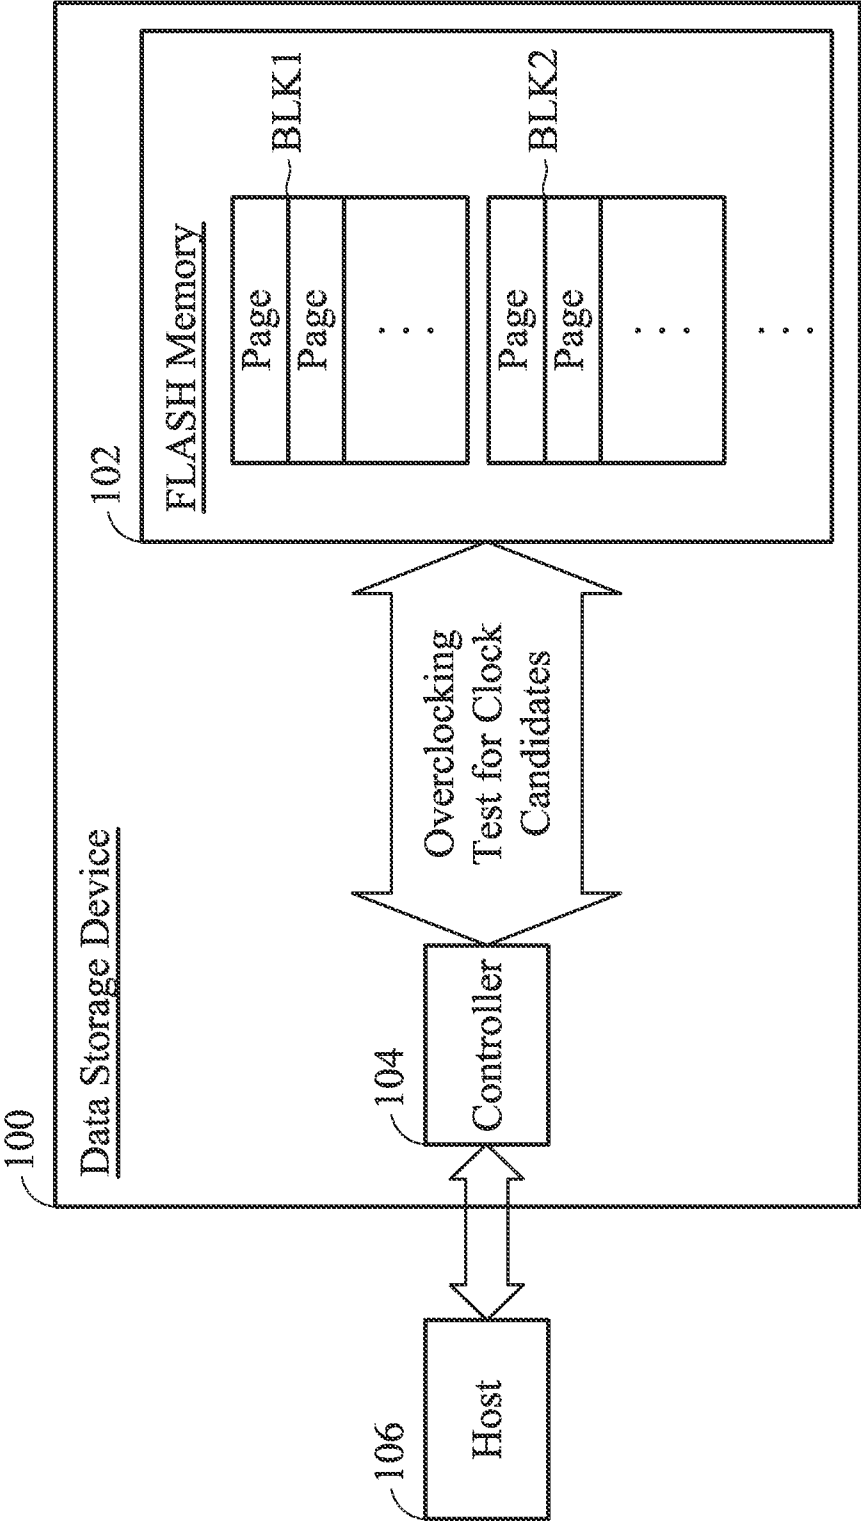 100
Data Storage Device
102
FLASH Memory
Page
Page
. . .
BLK1
Page
Page
. . .
BLK2
. . .
Overclocking
Test for Clock
Candidates
104
Controller
106
Host